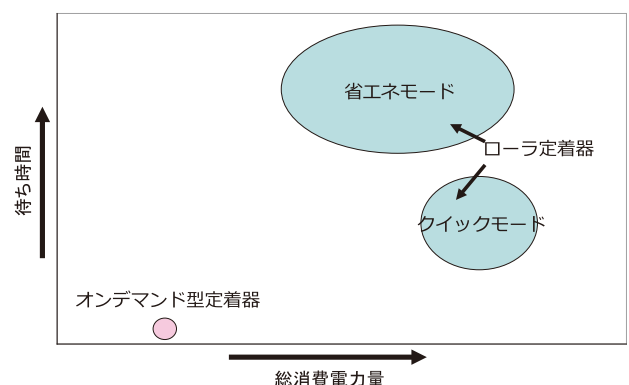 省エネモード
ローラ定着器
待ち時間
クイックモード
オンデマンド型定着器
総消費電力量